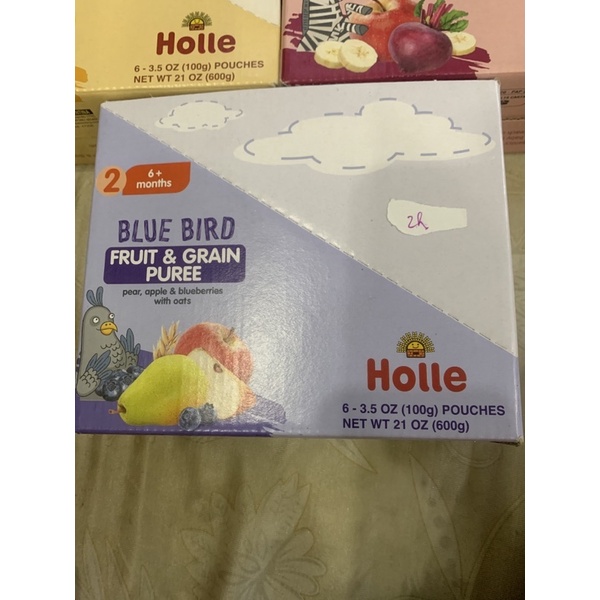 Holle
6 - 3.5 OZ (100g) POUCHES
NET WT 21 OZ (600g)
2
6+
months
BLUE BIRD
FRUIT & GRAIN
PUREE
pear, apple & blueberries
with oats
Holle
6 - 3.5 OZ (100g) POUCHES
NET WT 21 OZ (600g)